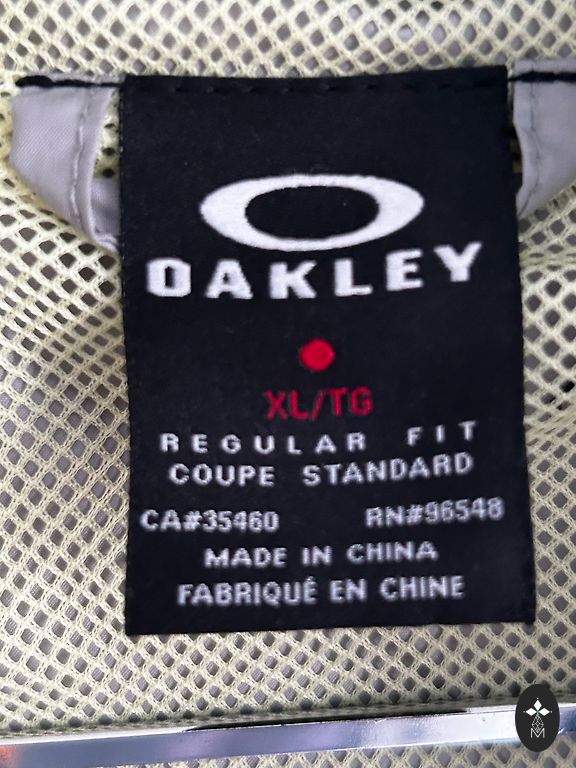 OAKLEY
XL/TG
REGULAR FIT
COUPE STANDARD
CA#35460 RN#96548
MADE IN CHINA
FABRIQUÉ EN CHINE
M